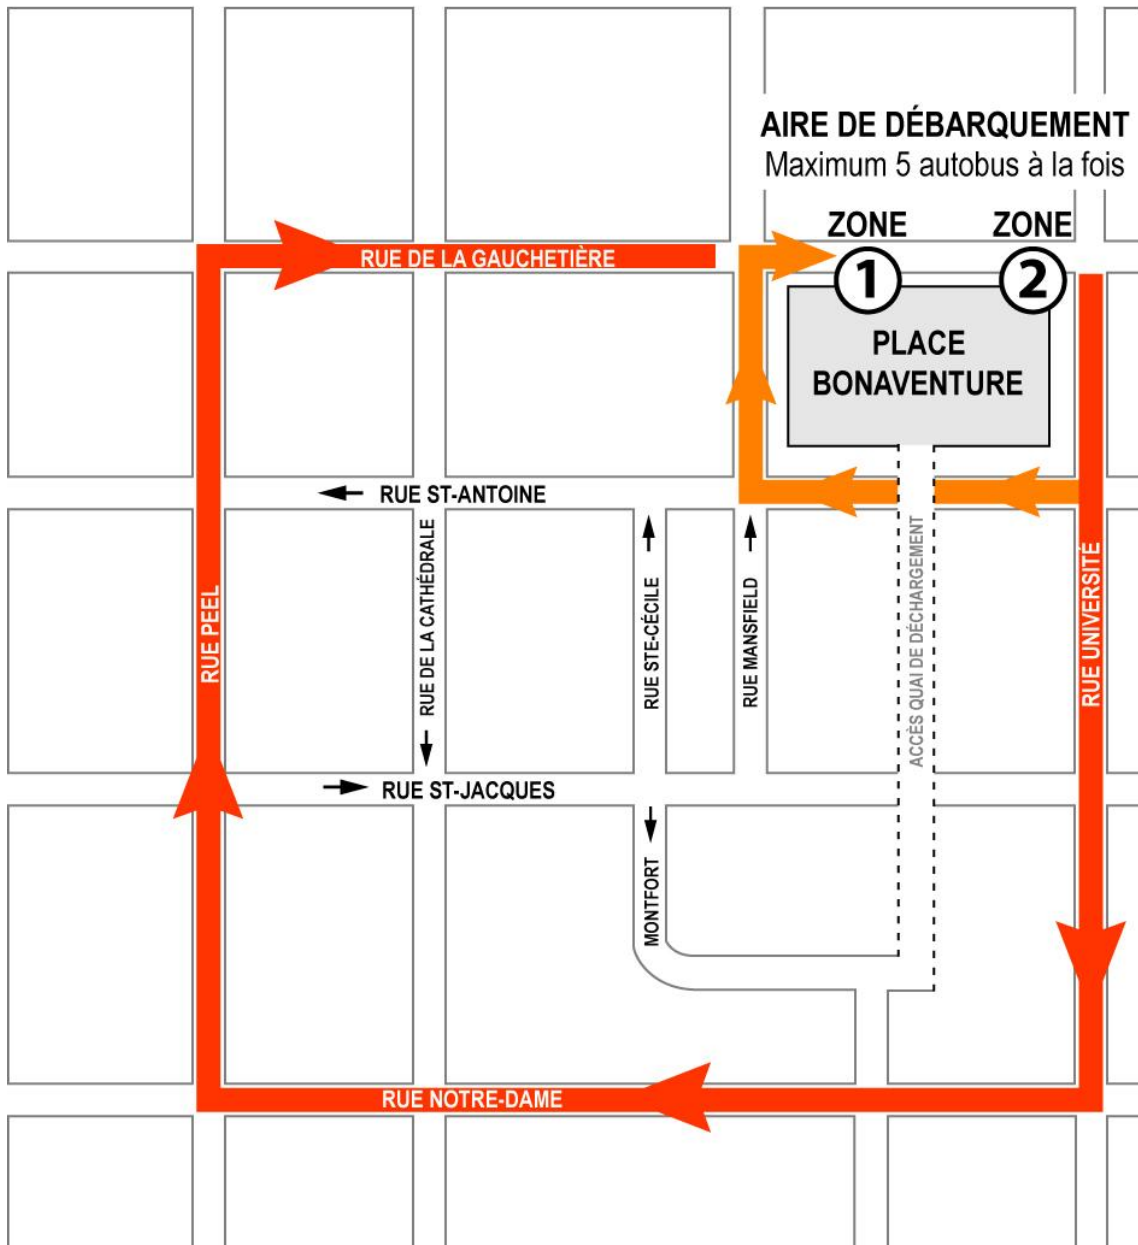 AIRE DE DÉBARQUEMENT
Maximum 5 autobus à la fois
ZONE
1
ZONE
2
RUE DE LA GAUCHETIÈRE
PLACE
BONAVENTURE
RUE ST-ANTOINE
RUE PEEL
RUE DE LA CATHÉDRALE
RUE STE-CÉCILE
RUE MANSFIELD
ACCÈS QUAI DE DÉCHARGEMENT
RUE UNIVERSITÉ
RUE ST-JACQUES
MONTFORT
RUE NOTRE-DAME